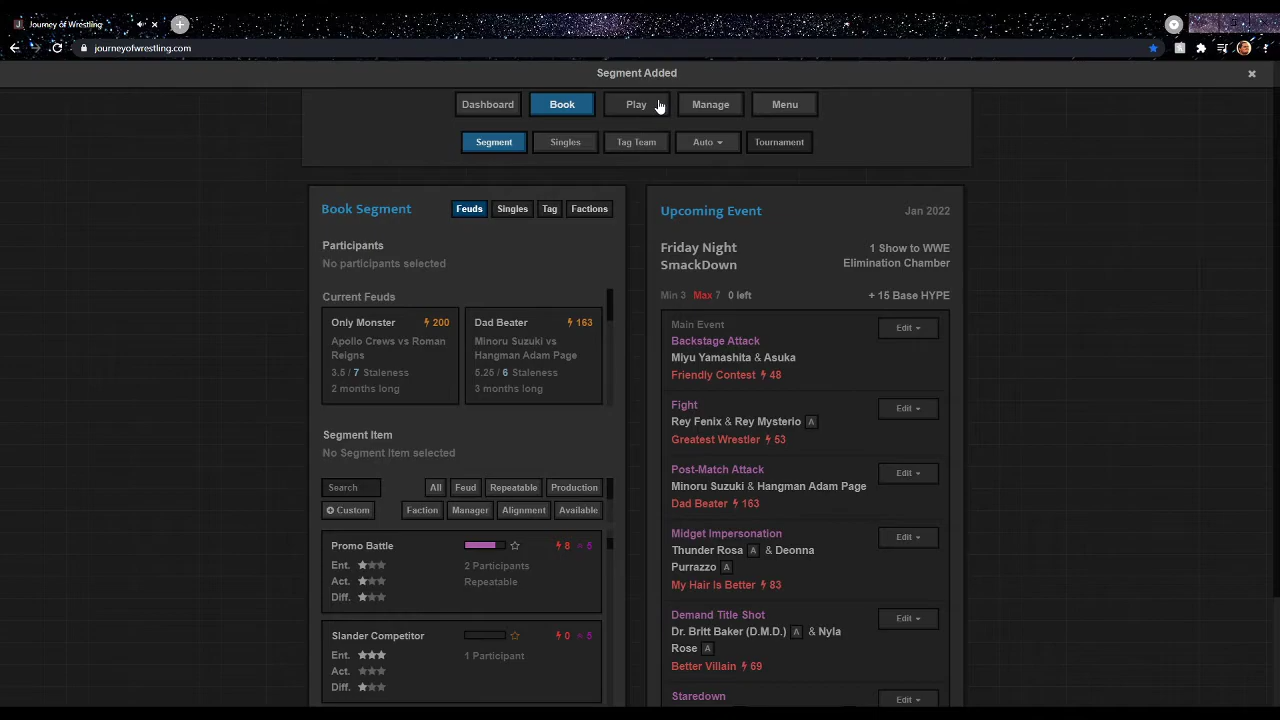 Journey of Wrestling
journeyofwrestling.com
Segment Added
Dashboard Book Play Manage Menu
Segment Singles Tag Team Auto Tournament
Book Segment Feuds Singles Tag Factions
Participants
No participants selected
Current Feuds
Only Monster 200
Apollo Crews vs Roman
Reigns
3.5 / 7 Staleness
2 months long
Dad Beater 163
Minoru Suzuki vs
Hangman Adam Page
5.25 / 6 Staleness
3 months long
Segment Item
No Segment Item selected
Search All Feud Repeatable Production
Custom Faction Manager Alignment Available
Promo Battle 8 5
Ent. 2 Participants
Act. Repeatable
Diff.
Slander Competitor 0 5
Ent. 1 Participant
Act.
Diff.
Upcoming Event Jan 2022
Friday Night
SmackDown
1 Show to WWE
Elimination Chamber
Min 3 Max 7 0 left + 15 Base HYPE
Main Event Edit
Backstage Attack
Miyu Yamashita & Asuka
Friendly Contest 48
Fight Edit
Rey Fenix & Rey Mysterio A
Greatest Wrestler 53
Post-Match Attack Edit
Minoru Suzuki & Hangman Adam Page
Dad Beater 163
Midget Impersonation Edit
Thunder Rosa A & Deonna
Purrazzo A
My Hair Is Better 83
Demand Title Shot Edit
Dr. Britt Baker (D.M.D.) A & Nyla
Rose A
Better Villain 69
Staredown Edit